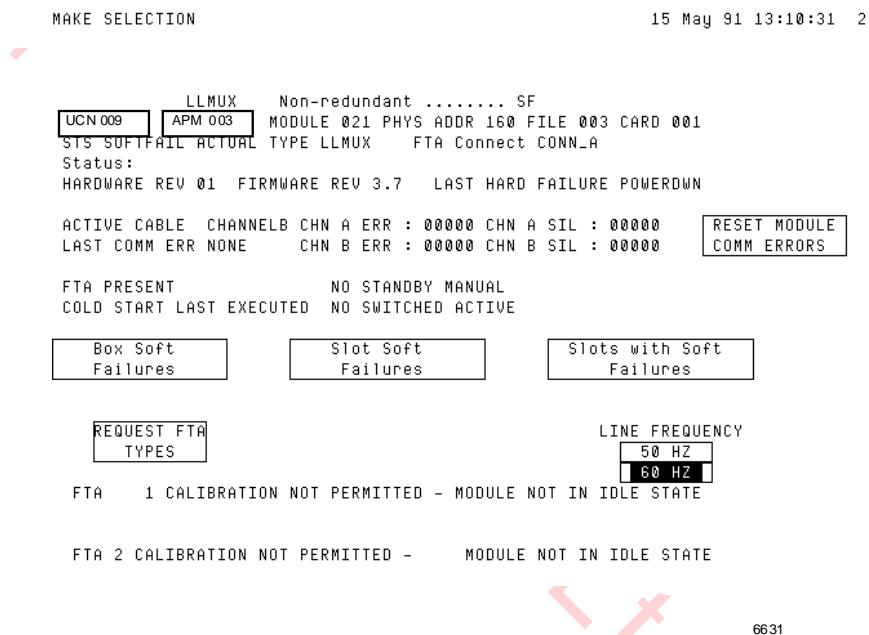 MAKE SELECTION 15 May 91 13:10:31 2
LLMUX Non-redundant ........ SF
UCN 009 APM 003 MODULE 021 PHYS ADDR 160 FILE 003 CARD 001
STS SOFTFAIL ACTUAL TYPE LLMUX FTA Connect CONN_A
Status:
HARDWARE REV 01 FIRMWARE REV 3.7 LAST HARD FAILURE POWERDWN
ACTIVE CABLE CHANNELB CHN A ERR : 00000 CHN A SIL : 00000 RESET MODULE
LAST COMM ERR NONE CHN B ERR : 00000 CHN B SIL : 00000 COMM ERRORS
FTA PRESENT NO STANDBY MANUAL
COLD START LAST EXECUTED NO SWITCHED ACTIVE
Box Soft Slot Soft Slots with Soft
Failures Failures Failures
REQUEST FTA LINE FREQUENCY
TYPES 50 HZ
60 HZ
FTA 1 CALIBRATION NOT PERMITTED - MODULE NOT IN IDLE STATE
FTA 2 CALIBRATION NOT PERMITTED - MODULE NOT IN IDLE STATE
6631